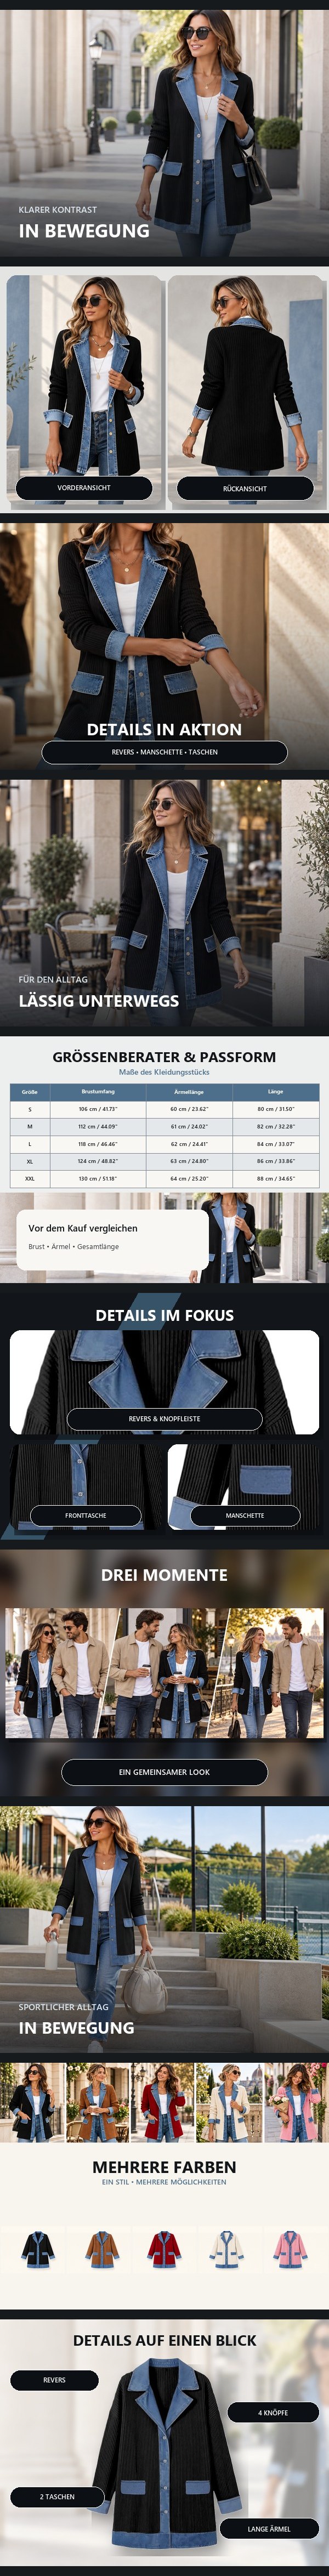 KLARER KONTRAST
IN BEWEGUNG
VORDERANSICHT
RÜCKANSICHT
DETAILS IN AKTION
REVERS • MANSCHETTE • TASCHEN
FÜR DEN ALLTAG
LÄSSIG UNTERWEGS
GRÖSSENBERATER & PASSFORM
Maße des Kleidungsstücks
Größe Brustumfang Ärmellänge Länge
S 106 cm / 41.73" 60 cm / 23.62" 80 cm / 31.50"
M 112 cm / 44.09" 61 cm / 24.02" 82 cm / 32.28"
L 118 cm / 46.46" 62 cm / 24.41" 84 cm / 33.07"
XL 124 cm / 48.82" 63 cm / 24.80" 86 cm / 33.86"
XXL 130 cm / 51.18" 64 cm / 25.20" 88 cm / 34.65"
Vor dem Kauf vergleichen
Brust • Ärmel • Gesamtlänge
DETAILS IM FOKUS
REVERS & KNOPFLEISTE
FRONTTASCHE
MANSCHETTE
DREI MOMENTE
EIN GEMEINSAMER LOOK
SPORTLICHER ALLTAG
IN BEWEGUNG
MEHRERE FARBEN
EIN STIL • MEHRERE MÖGLICHKEITEN
DETAILS AUF EINEN BLICK
REVERS
4 KNÖPFE
2 TASCHEN
LANGE ÄRMEL